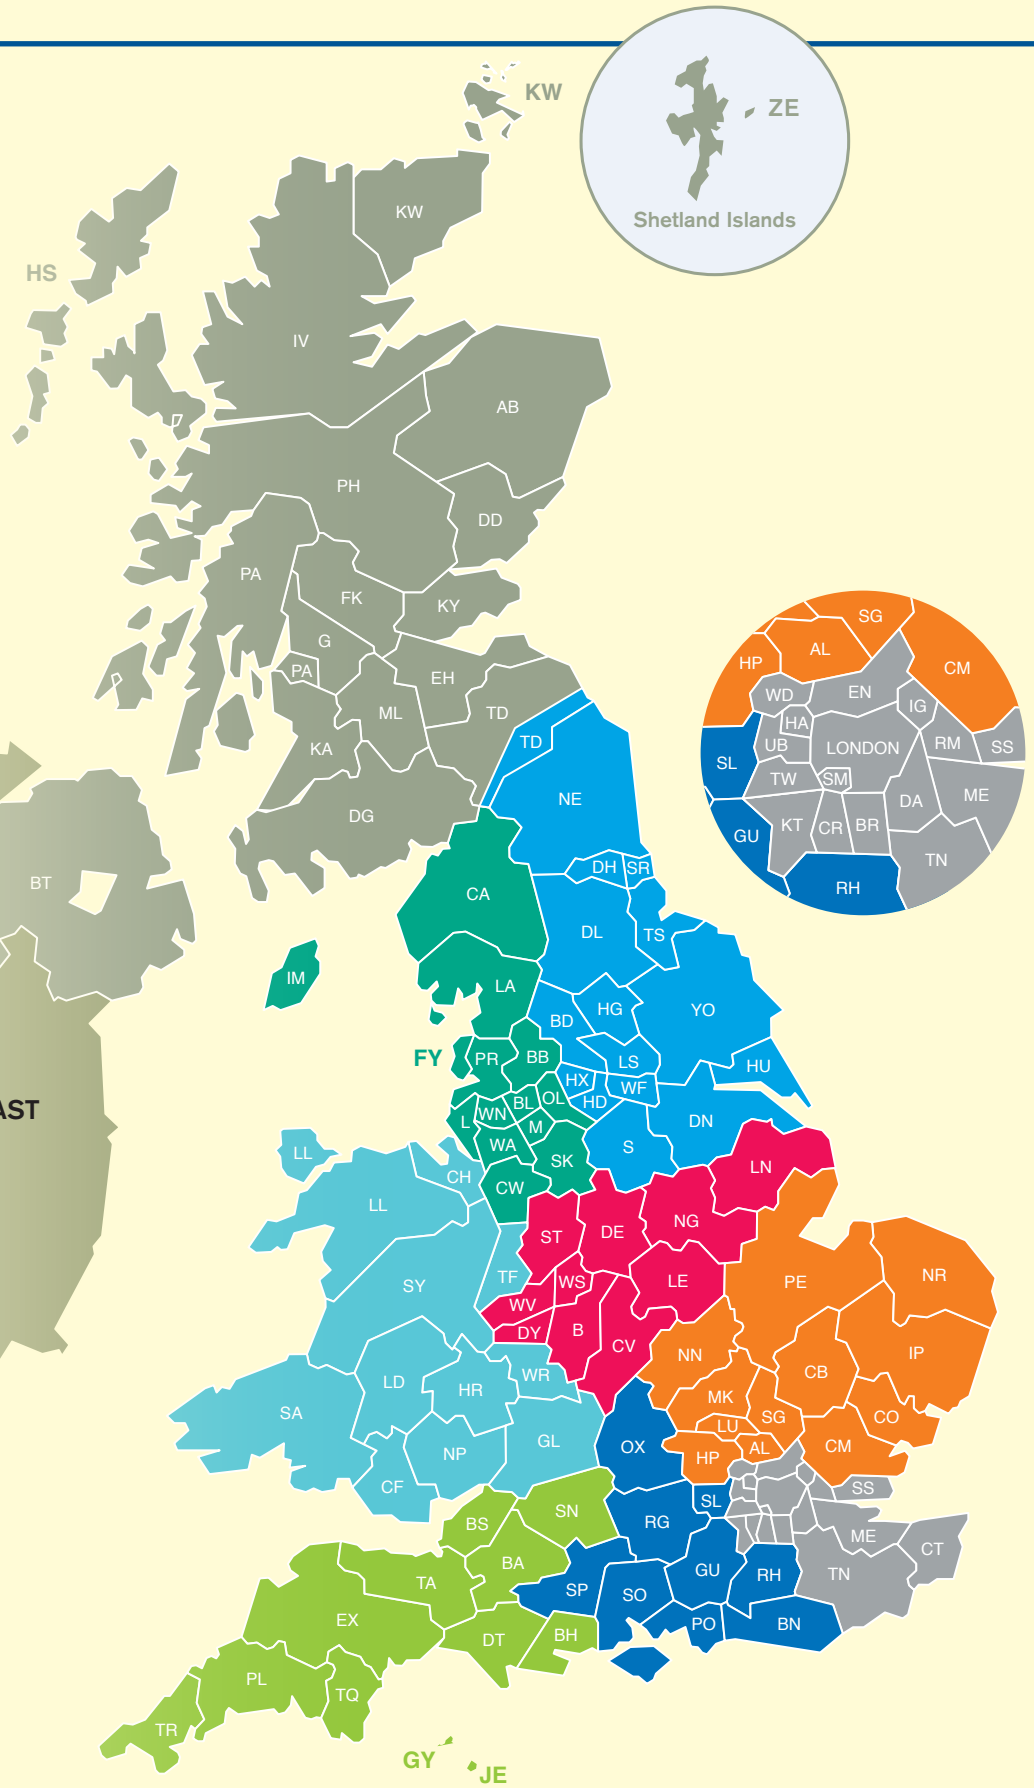 KW
ZE
Shetland Islands
KW
HS
IV
AB
PH
DD
PA
FK
KY
G
PA
EH
ML
TD
KA
DG
TD
NE
BT
CA
DH
SR
DL
TS
IM
LA
HG
YO
BD
FY
PR
BB
LS
HU
HX
WF
HD
BL
OL
WN
L
M
WA
S
DN
AST
SK
CW
LL
CH
LL
LN
ST
DE
NG
SY
TF
WS
LE
PE
NR
WV
DY
B
CV
NN
CB
IP
LD
HR
WR
MK
SG
CO
LU
SA
NP
GL
OX
HP
AL
CM
CF
SL
SS
BS
SN
RG
ME
CT
BA
GU
RH
TN
TA
SP
SO
EX
DT
BH
PO
BN
PL
TQ
TR
GY
JE
SG
AL
HP
CM
WD
EN
IG
HA
UB
LONDON
RM
SS
SL
TW
SM
ME
DA
GU
KT
CR
BR
TN
RH